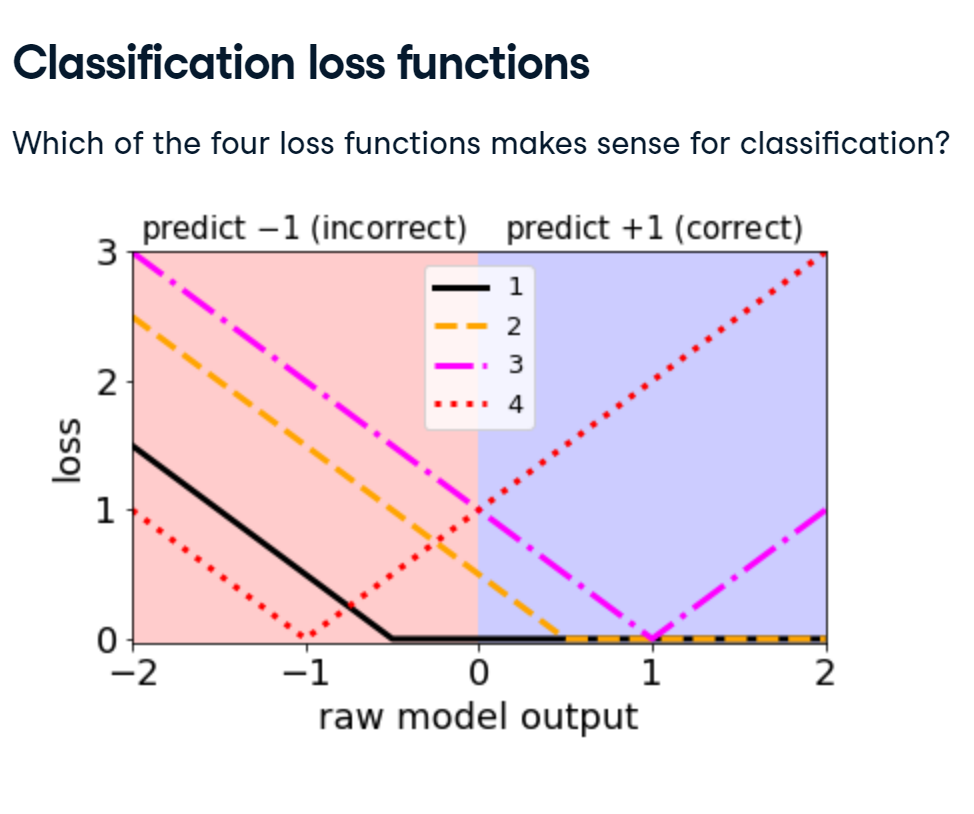 Classification loss functions
Which of the four loss functions makes sense for classification?
predict −1 (incorrect) predict +1 (correct)
3
2
1
0
loss
1
2
3
4
−2 −1 0 1 2
raw model output